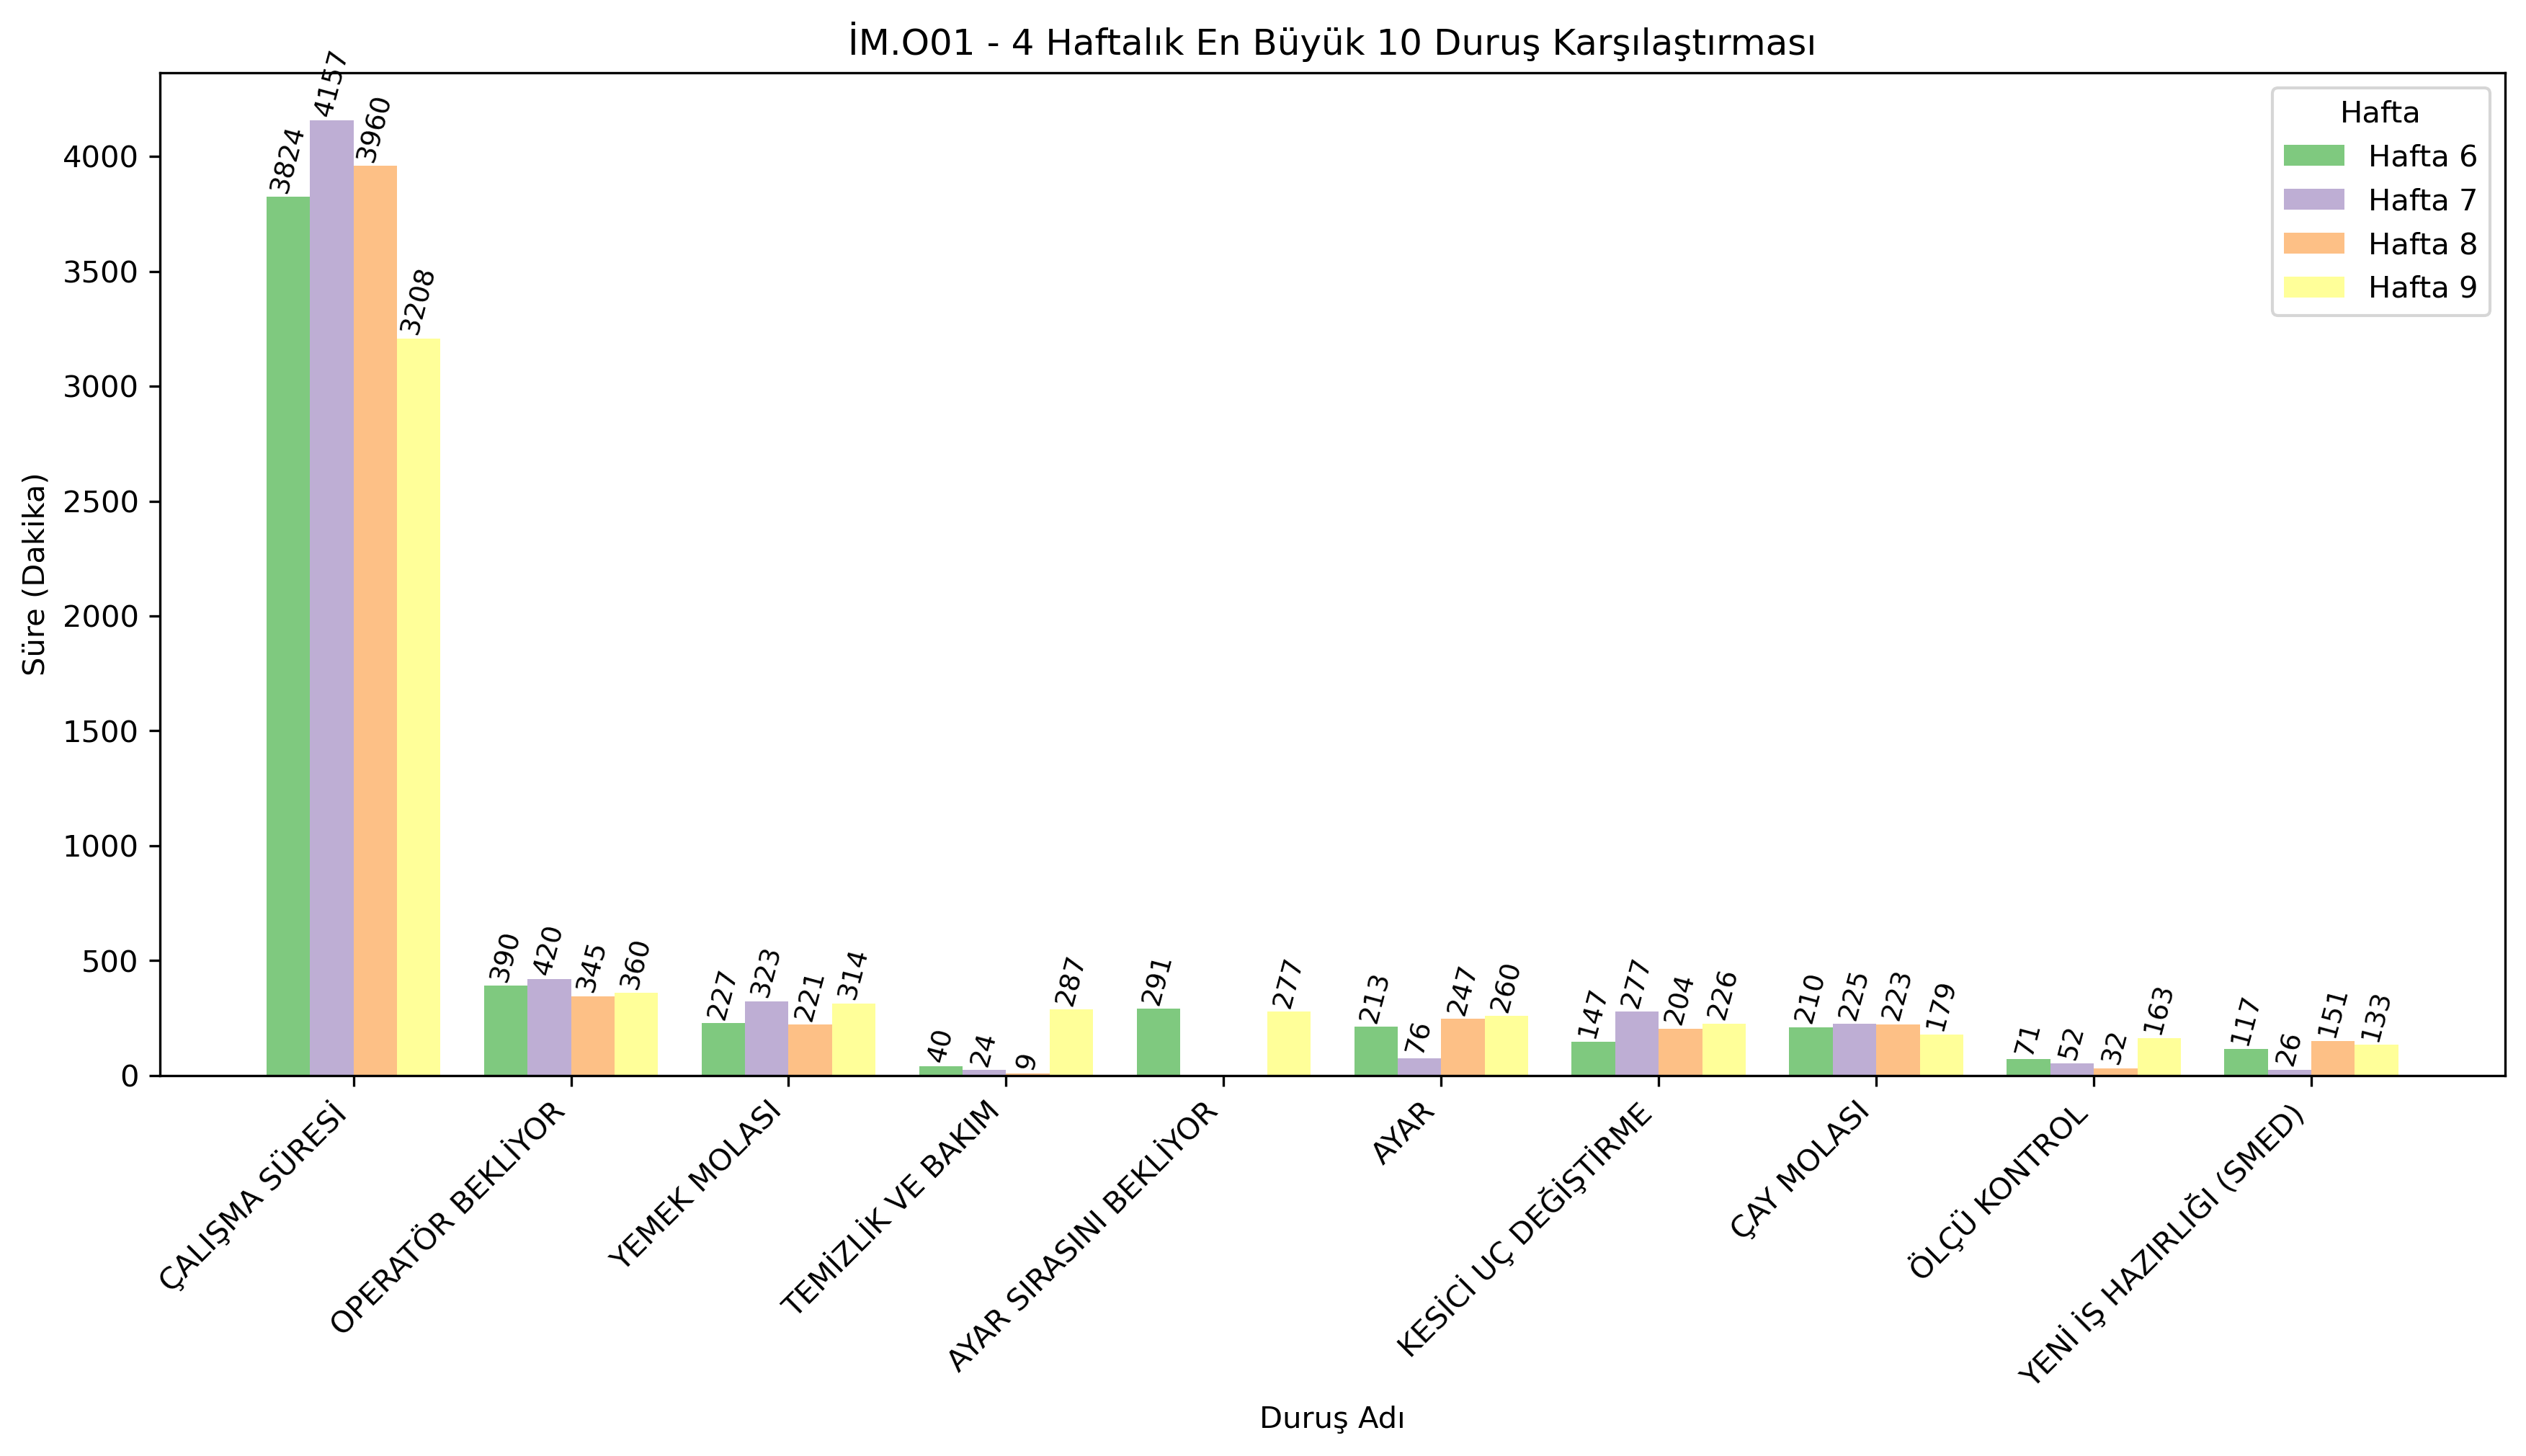 İM.O01 - 4 Haftalık En Büyük 10 Duruş Karşılaştırması
Hafta
Hafta 6
Hafta 7
Hafta 8
Hafta 9
Süre (Dakika)
4000
3500
3000
2500
2000
1500
1000
500
0
3824
4157
3960
3208
390
420
345
360
227
323
221
314
40
24
9
287
291
277
213
76
247
260
147
277
204
226
210
225
223
179
71
52
32
163
117
26
151
133
ÇALIŞMA SÜRESİ
OPERATÖR BEKLİYOR
YEMEK MOLASI
TEMİZLİK VE BAKIM
AYAR SIRASINI BEKLİYOR
AYAR
KESİCİ UÇ DEĞİŞTİRME
ÇAY MOLASI
ÖLÇÜ KONTROL
YENİ İŞ HAZIRLIĞI (SMED)
Duruş Adı